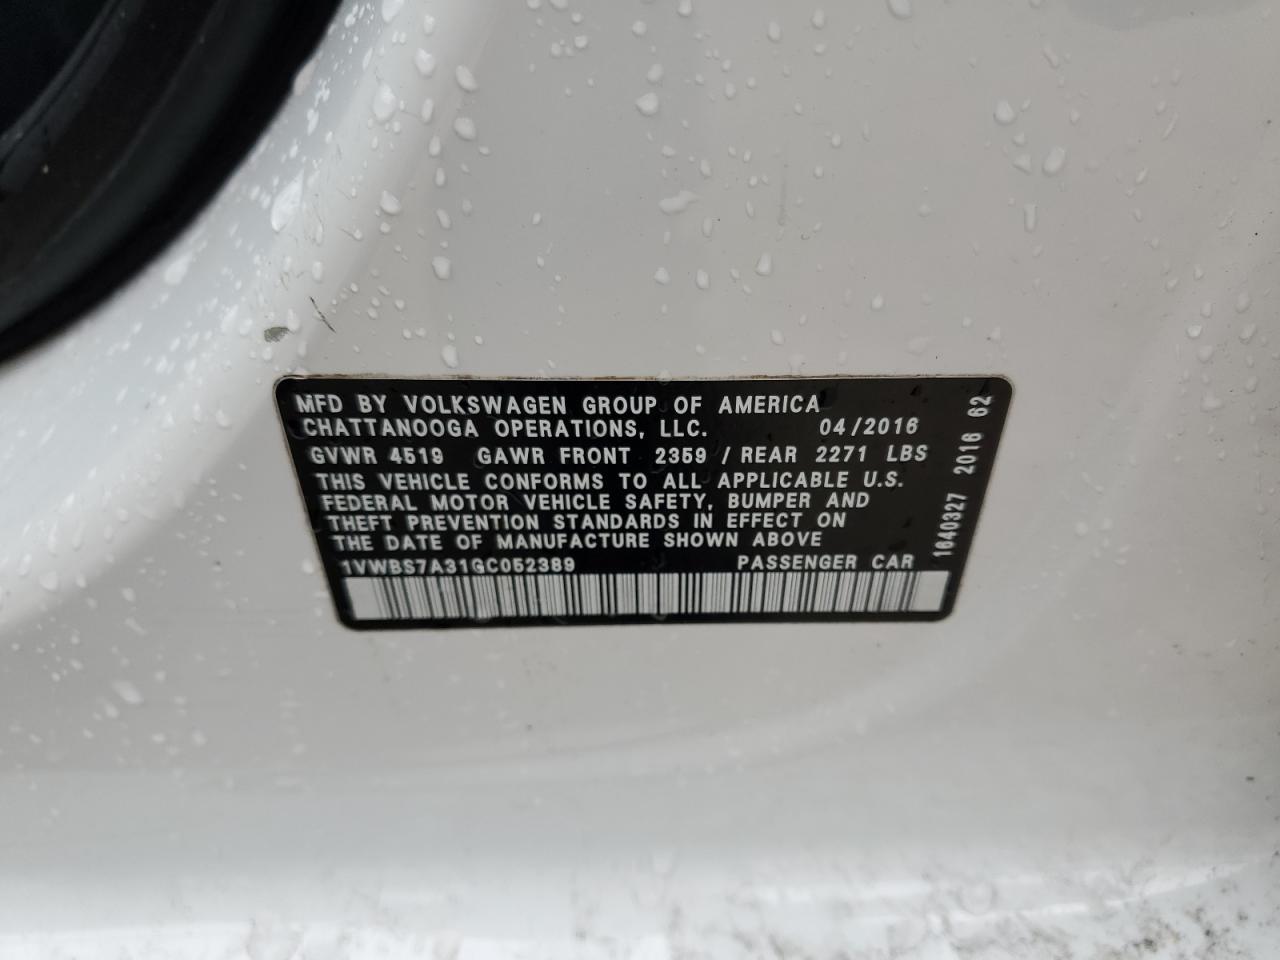 MFD BY VOLKSWAGEN GROUP OF AMERICA
CHATTANOOGA OPERATIONS, LLC. 04/2016
GVWR 4519 GAWR FRONT 2359 / REAR 2271 LBS
THIS VEHICLE CONFORMS TO ALL APPLICABLE U.S.
FEDERAL MOTOR VEHICLE SAFETY, BUMPER AND
THEFT PREVENTION STANDARDS IN EFFECT ON
THE DATE OF MANUFACTURE SHOWN ABOVE
1VWBS7A31GC052389 PASSENGER CAR
1640327 2016 62